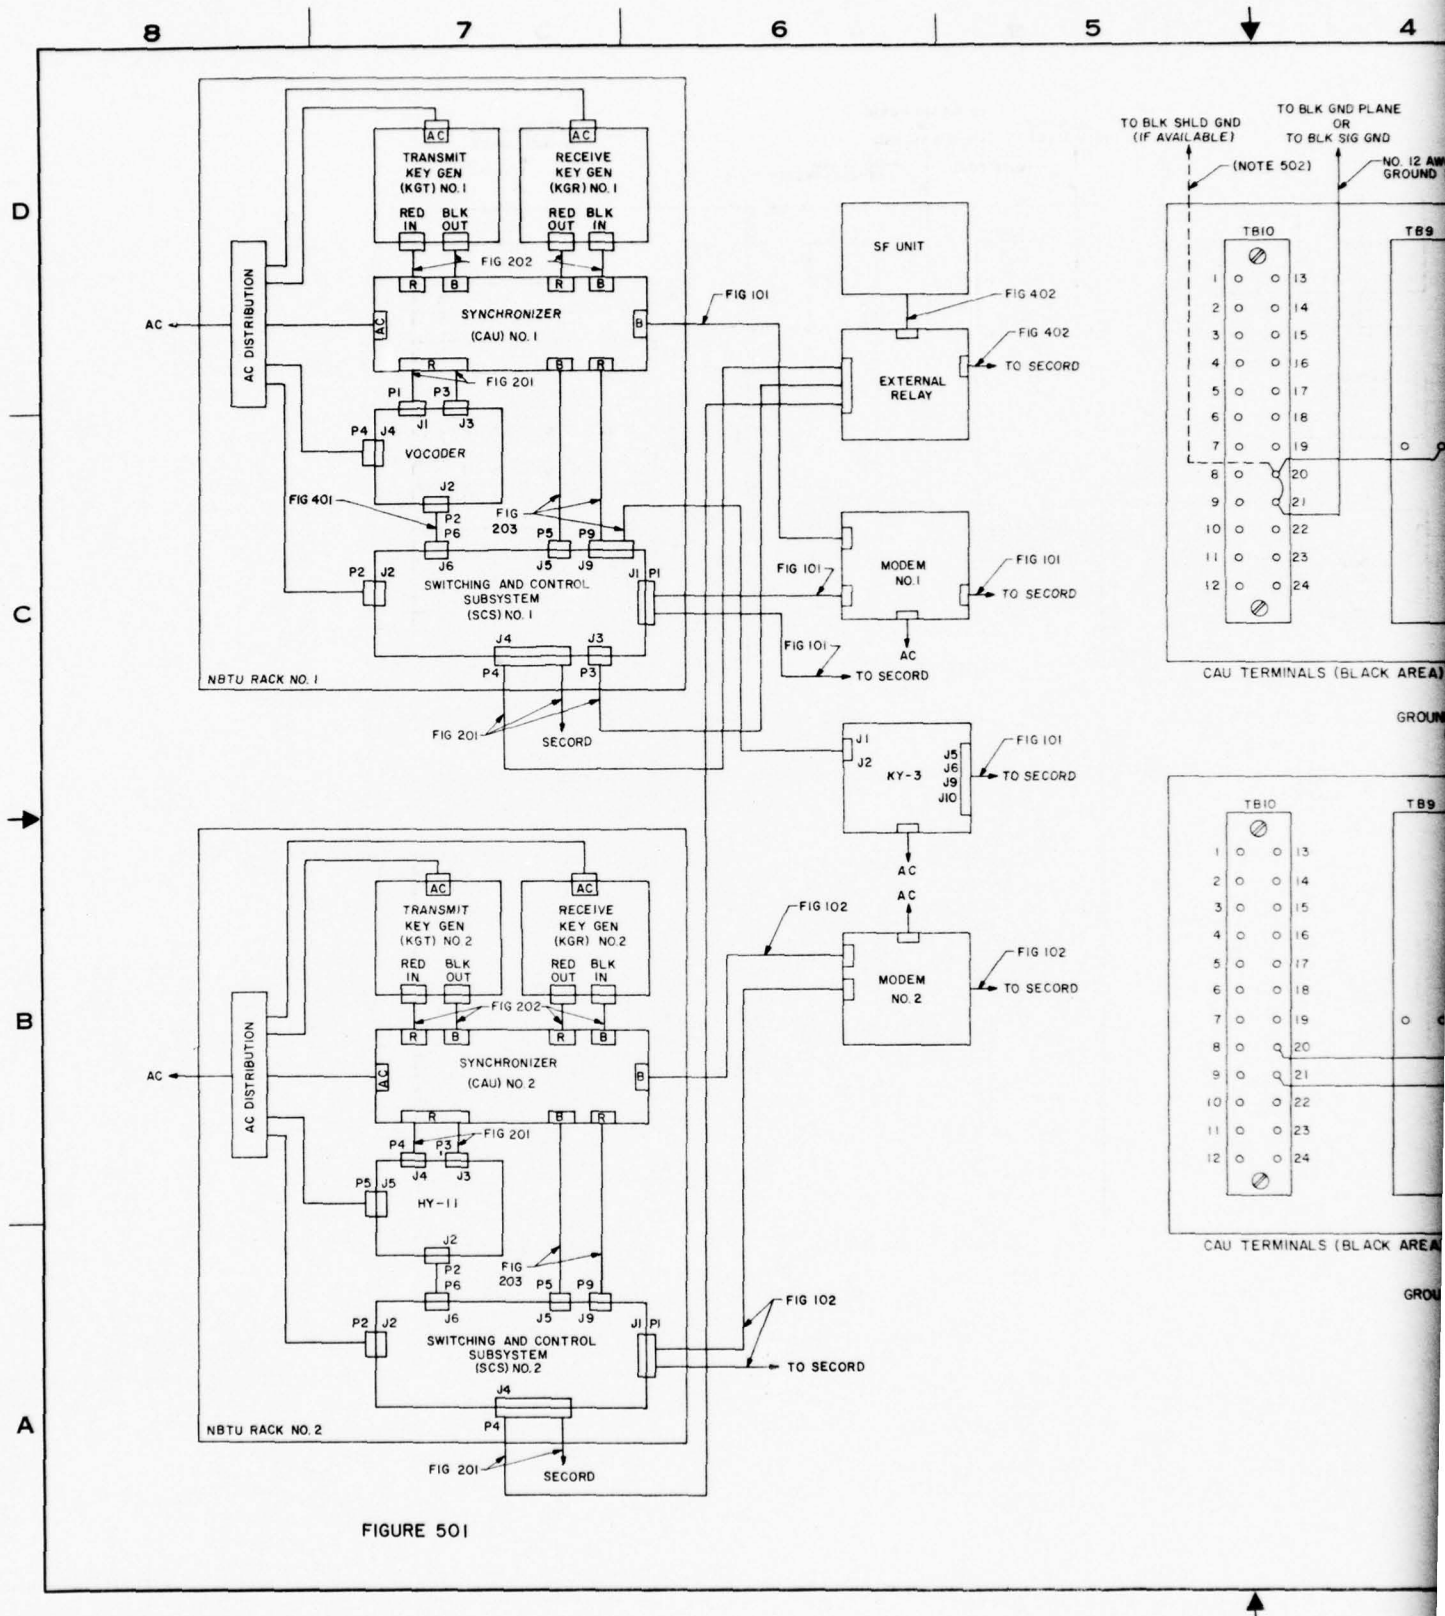 8
7
6
5
4
D
C
B
A
AC
TRANSMIT
KEY GEN
(KGT) NO.1
RED
IN
BLK
OUT
AC
RECEIVE
KEY GEN
(KGR) NO.1
RED
OUT
BLK
IN
FIG 202
R
B
R
B
AC
SYNCHRONIZER
(CAU) NO. 1
B
R
B
R
AC
AC DISTRIBUTION
FIG 201
P1
P3
J1
J3
P4
J4
VOCODER
J2
P2
FIG 401
P6
FIG
203
P5
P9
J6
J5
J9
P2
J2
SWITCHING AND CONTROL
SUBSYSTEM
(SCS) NO. 1
J1
P1
J4
J3
P4
P3
NBTU RACK NO. 1
FIG 201
SECORD
FIG 101
SF UNIT
FIG 402
FIG 402
EXTERNAL
RELAY
TO SECORD
FIG 101
MODEM
NO. 1
FIG 101
TO SECORD
AC
FIG 101
TO SECORD
J1
J2
KY-3
J5
J6
J9
J10
FIG 101
TO SECORD
AC
AC
FIG 102
MODEM
NO. 2
FIG 102
TO SECORD
AC
TRANSMIT
KEY GEN
(KGT) NO.2
RED
IN
BLK
OUT
AC
RECEIVE
KEY GEN
(KGR) NO.2
RED
OUT
BLK
IN
FIG 202
R
B
R
B
AC
SYNCHRONIZER
(CAU) NO. 2
B
R
B
R
AC
AC DISTRIBUTION
FIG 201
P4
P3
J4
J3
P5
J5
HY-11
J2
P2
P6
FIG
203
P5
P9
J6
J5
J9
P2
J2
SWITCHING AND CONTROL
SUBSYSTEM
(SCS) NO. 2
J1
P1
FIG 102
TO SECORD
J4
P4
NBTU RACK NO. 2
FIG 201
SECORD
FIGURE 501
TO BLK SHLD GND
(IF AVAILABLE)
TO BLK GND PLANE
OR
TO BLK SIG GND
(NOTE 502)
NO. 12 AW
GROUND
TB10
TB9
1 13
2 14
3 15
4 16
5 17
6 18
7 19
8 20
9 21
10 22
11 23
12 24
CAU TERMINALS (BLACK AREA)
GROUN
TB10
TB9
1 13
2 14
3 15
4 16
5 17
6 18
7 19
8 20
9 21
10 22
11 23
12 24
CAU TERMINALS (BLACK AREA
GROU